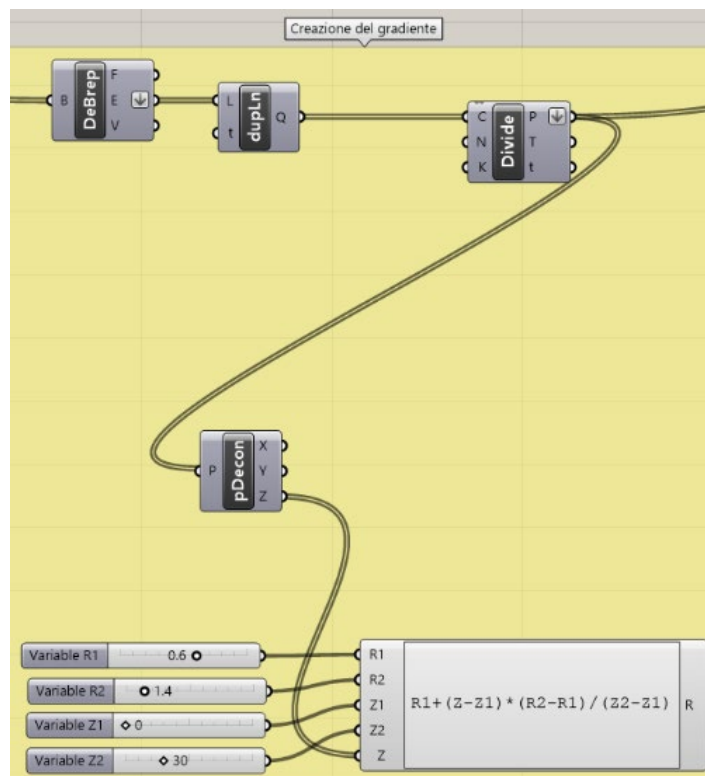 Creazione del gradiente
B DeBrep F E V
L t dupLn Q
C N K Divide P T t
P pDecon X Y Z
Variable R1 0.6
Variable R2 1.4
Variable Z1 0
Variable Z2 30
R1
R2
Z1
Z2
Z
R1+(Z-Z1)*(R2-R1)/(Z2-Z1)
R